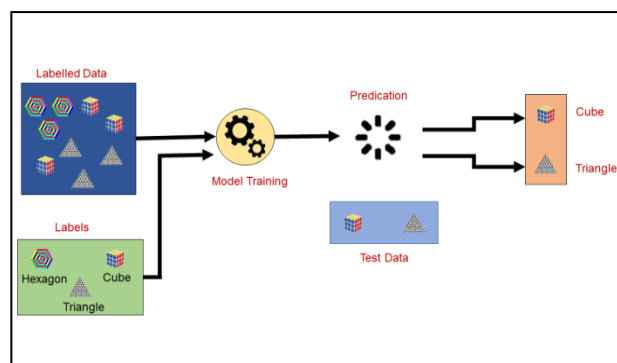 Labelled Data
Predication
Cube
Model Training
Triangle
Labels
Hexagon
Cube
Triangle
Test Data